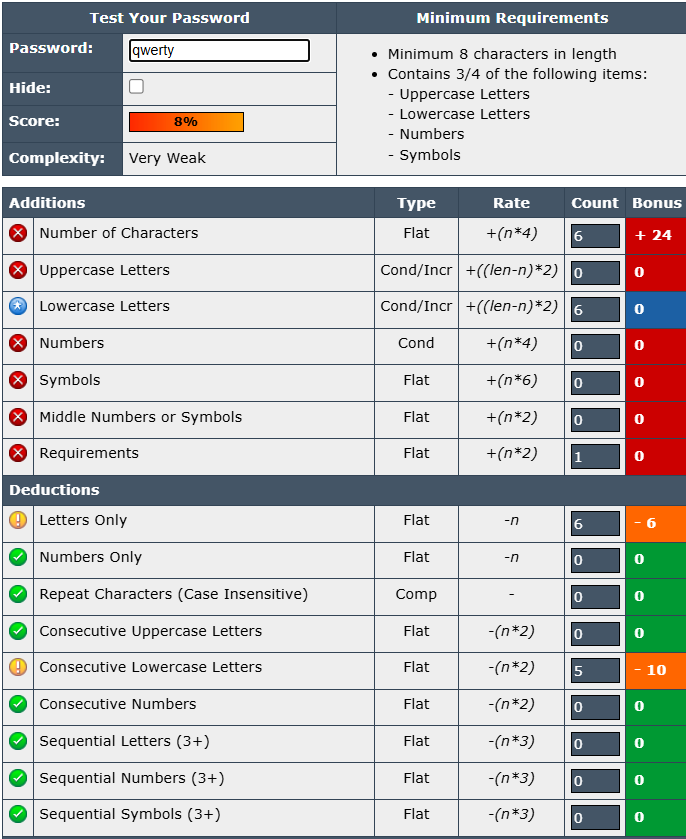 Test Your Password
Minimum Requirements
Password:
qwerty
Hide:
Score:
8%
Complexity:
Very Weak
• Minimum 8 characters in length
• Contains 3/4 of the following items:
- Uppercase Letters
- Lowercase Letters
- Numbers
- Symbols
Additions Type Rate Count Bonus
Number of Characters Flat +(n*4) 6 + 24
Uppercase Letters Cond/Incr +((len-n)*2) 0 0
Lowercase Letters Cond/Incr +((len-n)*2) 6 0
Numbers Cond +(n*4) 0 0
Symbols Flat +(n*6) 0 0
Middle Numbers or Symbols Flat +(n*2) 0 0
Requirements Flat +(n*2) 1 0
Deductions
Letters Only Flat -n 6 - 6
Numbers Only Flat -n 0 0
Repeat Characters (Case Insensitive) Comp - 0 0
Consecutive Uppercase Letters Flat -(n*2) 0 0
Consecutive Lowercase Letters Flat -(n*2) 5 - 10
Consecutive Numbers Flat -(n*2) 0 0
Sequential Letters (3+) Flat -(n*3) 0 0
Sequential Numbers (3+) Flat -(n*3) 0 0
Sequential Symbols (3+) Flat -(n*3) 0 0